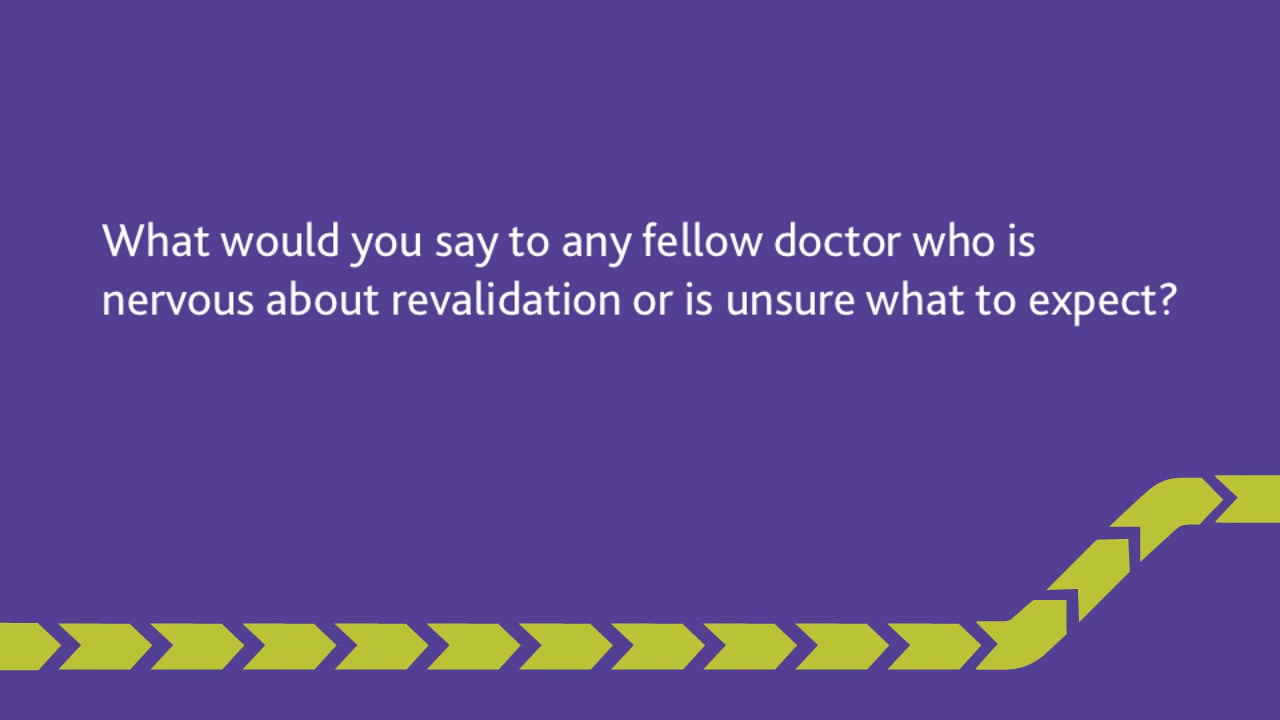 What would you say to any fellow doctor who is
nervous about revalidation or is unsure what to expect?